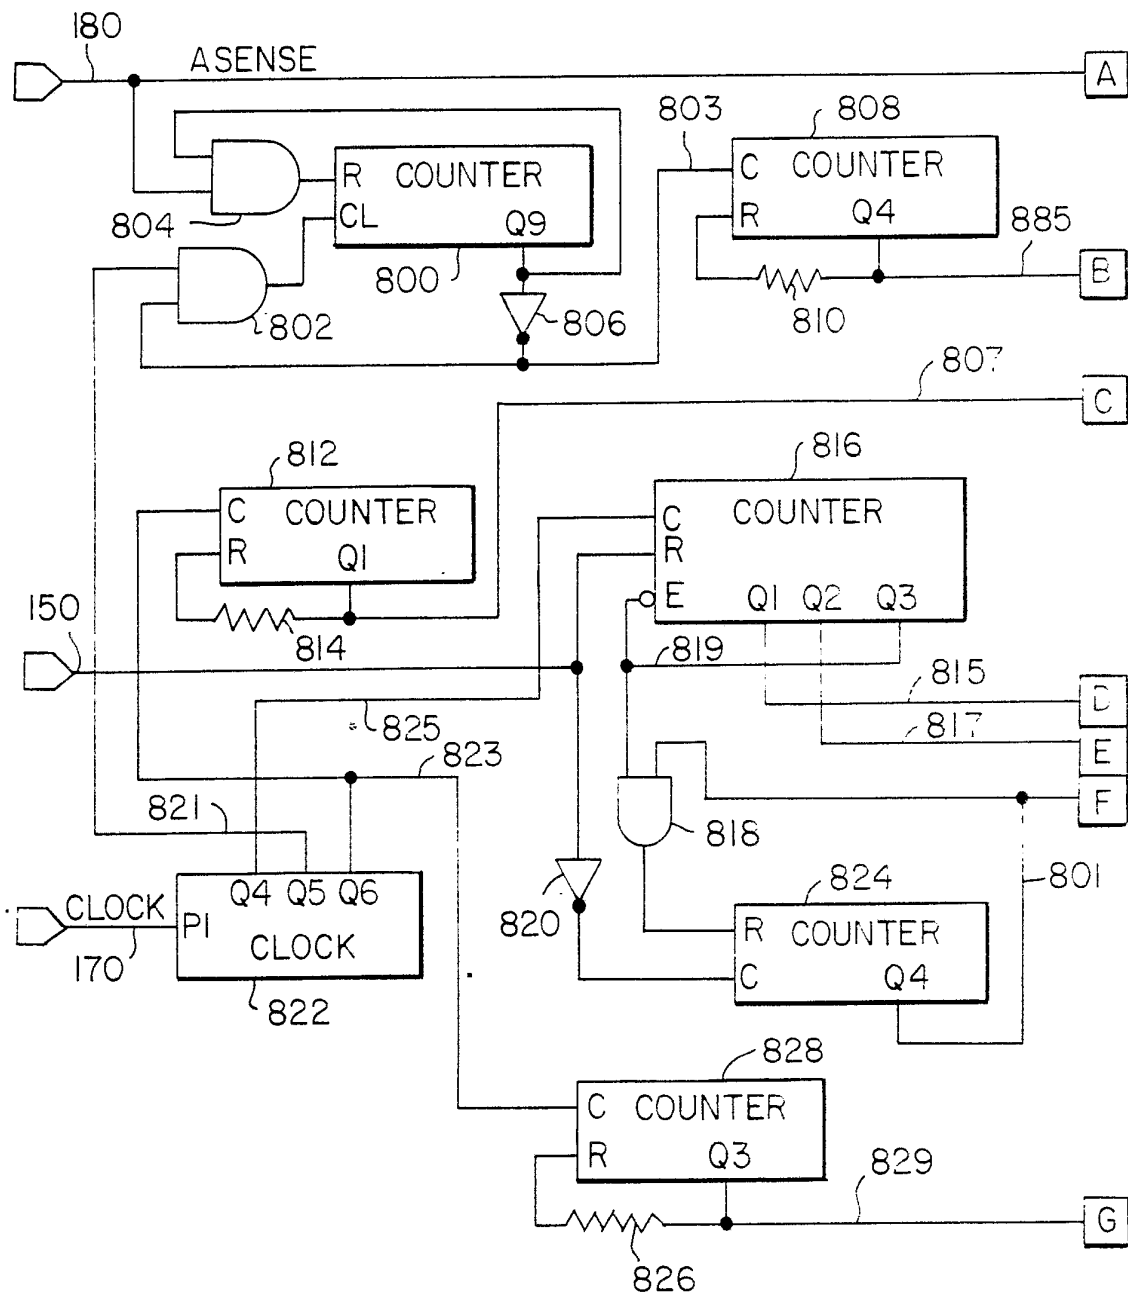 180
ASENSE
A
803
808
COUNTER
C
R
Q4
885
B
810
804
R
COUNTER
CL
Q9
800
802
806
807
C
812
C
COUNTER
R
Q1
814
816
C
COUNTER
R
E
Q1
Q2
Q3
150
819
815
D
817
E
825
823
F
821
818
801
Q4
Q5
Q6
CLOCK
P1
CLOCK
170
822
820
824
R
COUNTER
C
Q4
828
C
COUNTER
R
Q3
829
G
826